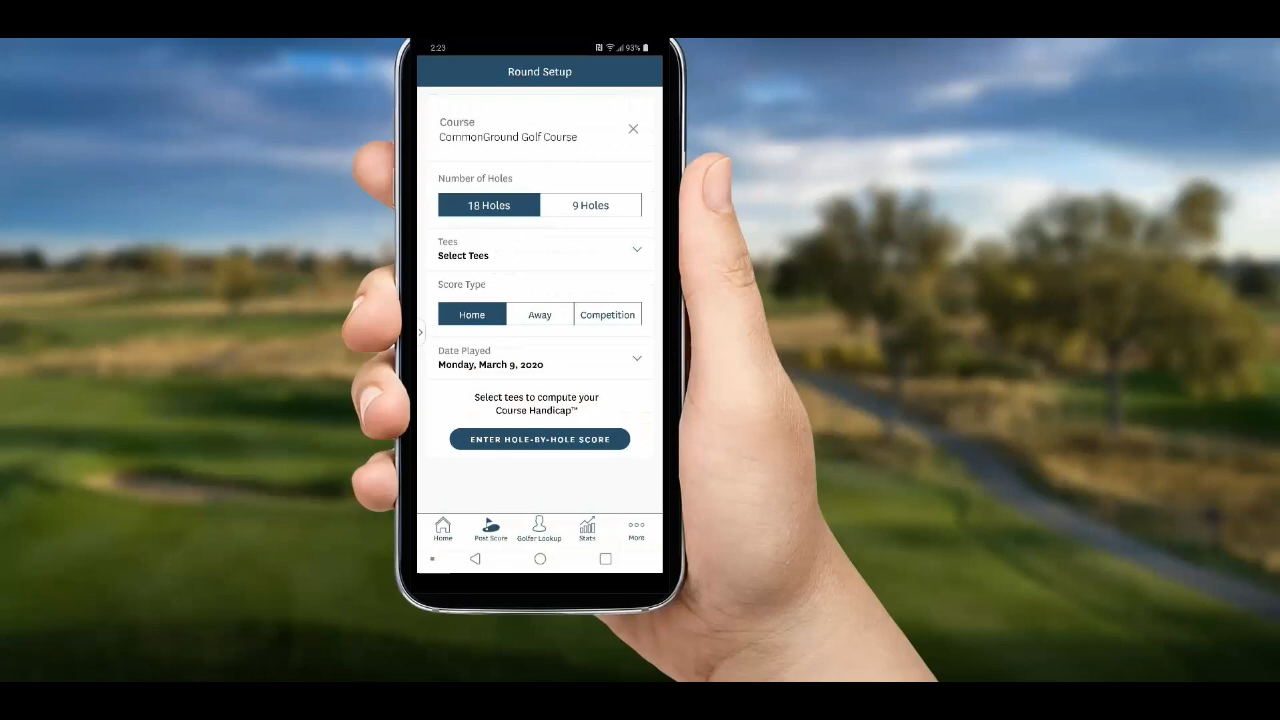 2:23
93%
Round Setup
Course
CommonGround Golf Course
Number of Holes
18 Holes
9 Holes
Tees
Select Tees
Score Type
Home
Away
Competition
Date Played
Monday, March 9, 2020
Select tees to compute your
Course Handicap™
ENTER HOLE-BY-HOLE SCORE
Home
Post Score
Golfer Lookup
Stats
More